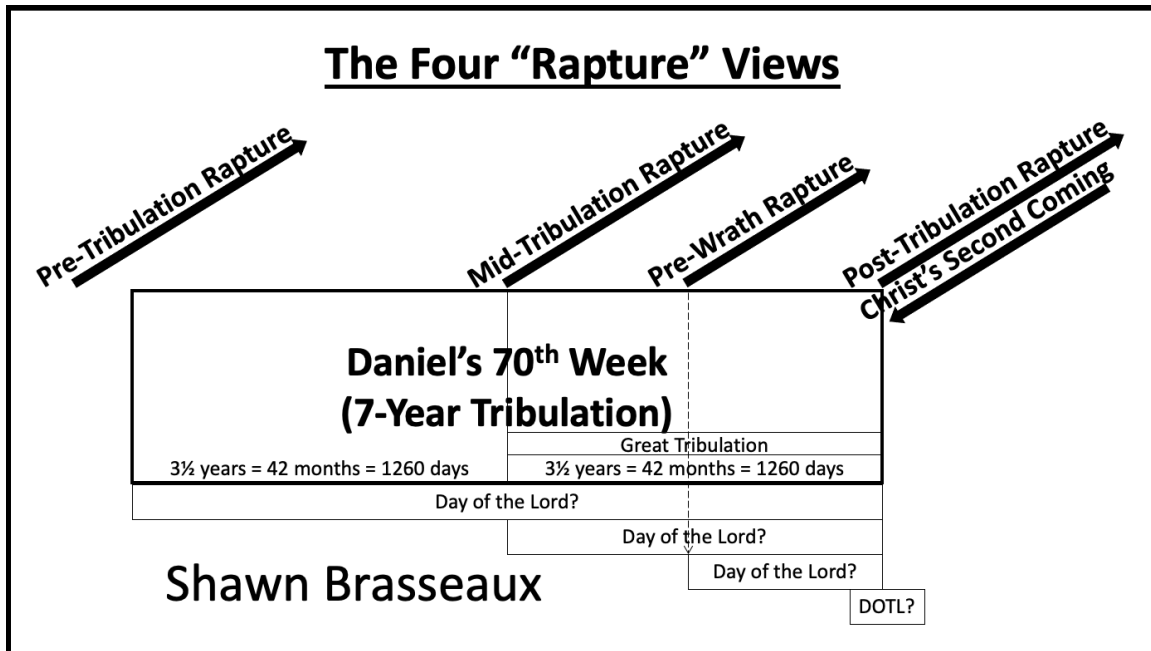 The Four “Rapture” Views
Pre-Tribulation Rapture
Mid-Tribulation Rapture
Pre-Wrath Rapture
Post-Tribulation Rapture
Christ’s Second Coming
Daniel’s 70th Week
(7-Year Tribulation)
Great Tribulation
3½ years = 42 months = 1260 days
3½ years = 42 months = 1260 days
Day of the Lord?
Day of the Lord?
Day of the Lord?
DOTL?
Shawn Brasseaux